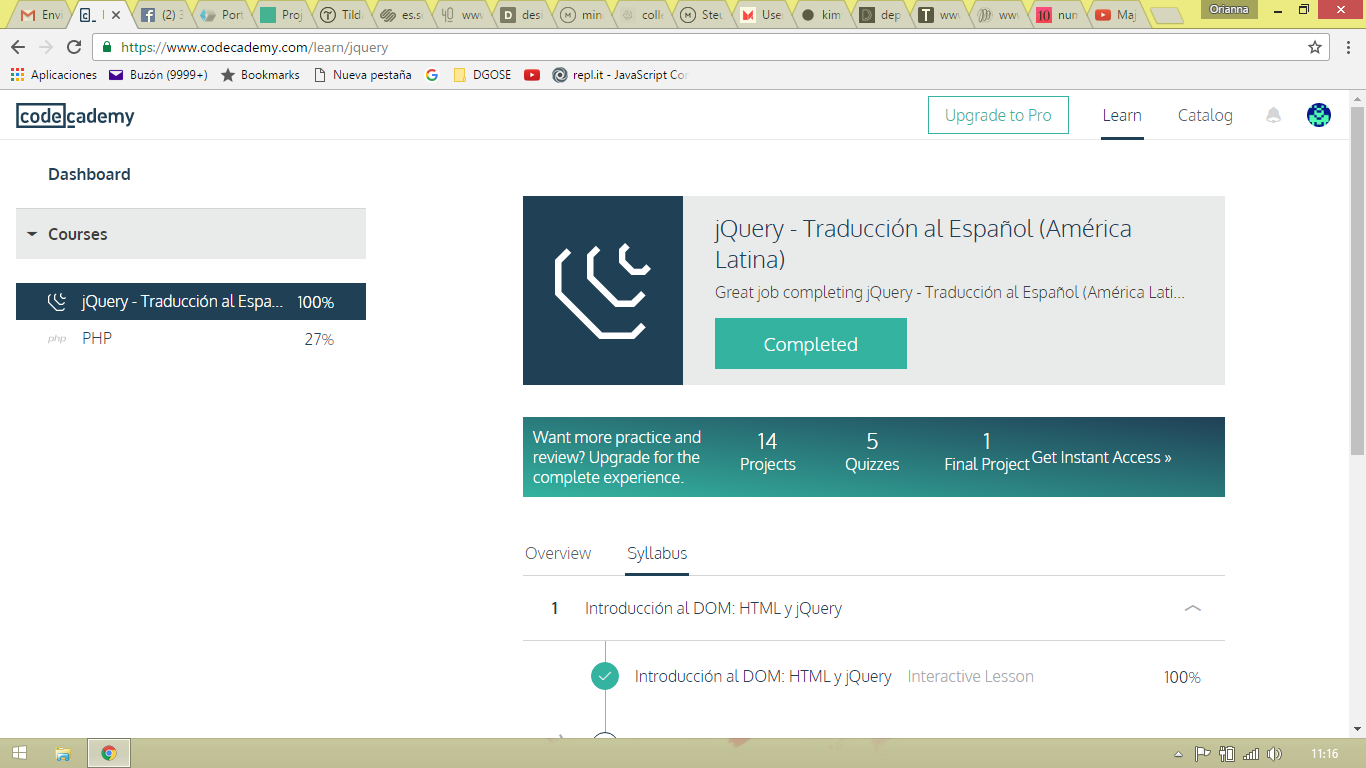 Envi
(2) 3
Port
Proj
Tild
es.s
www
desi
min
colle
Steu
Use
kim
dep
www
www
10 nun
Maj
Orianna
https://www.codecademy.com/learn/jquery
Aplicaciones
Buzón (9999+)
Bookmarks
Nueva pestaña
DGOSE
repl.it - JavaScript Cor
codecademy
Upgrade to Pro
Learn
Catalog
Dashboard
Courses
jQuery - Traducción al Espa... 100%
php PHP 27%
jQuery - Traducción al Español (América
Latina)
Great job completing jQuery - Traducción al Español (América Lati...
Completed
Want more practice and
review? Upgrade for the
complete experience.
14
Projects
5
Quizzes
1
Final Project
Get Instant Access »
Overview
Syllabus
1 Introducción al DOM: HTML y jQuery
Introducción al DOM: HTML y jQuery Interactive Lesson 100%
11:16